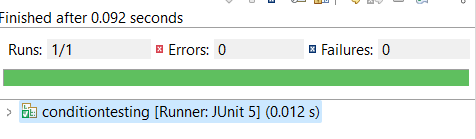 Finished after 0.092 seconds
Runs: 1/1 Errors: 0 Failures: 0
conditiontesting [Runner: JUnit 5] (0.012 s)